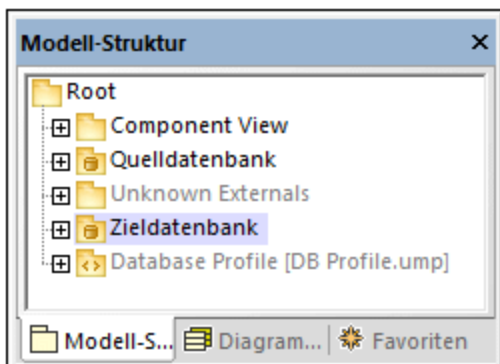 Modell-Struktur
Root
Component View
Quelldatenbank
Unknown Externals
Zieldatenbank
Database Profile [DB Profile.ump]
Modell-S... Diagram... Favoriten